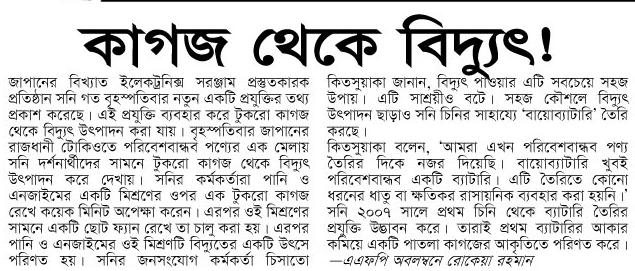 কাগজ থেকে বিদ্যুৎ!
জাপানের বিখ্যাত ইলেকট্রনিক্স সরঞ্জাম প্রস্তুতকারক
প্রতিষ্ঠান সনি গত বৃহস্পতিবার নতুন একটি প্রযুক্তির তথ্য
প্রকাশ করেছে। এই প্রযুক্তি ব্যবহার করে টুকরো কাগজ
থেকে বিদ্যুৎ উৎপাদন করা যায়। বৃহস্পতিবার জাপানের
রাজধানী টোকিওতে পরিবেশবান্ধব পণ্যের এক মেলায়
সনি দর্শনার্থীদের সামনে টুকরো কাগজ থেকে বিদ্যুৎ
উৎপাদন করে দেখায়। সনির কর্মকর্তারা পানি ও
এনজাইমের একটি মিশ্রণের ওপর এক টুকরো কাগজ
রেখে কয়েক মিনিট অপেক্ষা করেন। এরপর ওই মিশ্রণের
সামনে একটি ছোট ফ্যান রেখে তা চালু করা হয়। এরপর
পানি ও এনজাইমের ওই মিশ্রণটি বিদ্যুতের একটি উৎসে
পরিণত হয়। সনির জনসংযোগ কর্মকর্তা চিসাতো
কিতসুয়াকা জানান, বিদ্যুৎ পাওয়ার এটি সবচেয়ে সহজ
উপায়। এটি সাশ্রয়ীও বটে। সহজ কৌশলে বিদ্যুৎ
উৎপাদন ছাড়াও সনি চিনির সাহায্যে ‘বায়োব্যাটারি’ তৈরি
করছে।
কিতসুয়াকা বলেন, ‘আমরা এখন পরিবেশবান্ধব পণ্য
তৈরির দিকে নজর দিয়েছি। বায়োব্যাটারি খুবই
পরিবেশবান্ধব একটি ব্যাটারি। এটি তৈরিতে কোনো
ধরনের ধাতু বা ক্ষতিকর রাসায়নিক ব্যবহার করা হয়নি।’
সনি ২০০৭ সালে প্রথম চিনি থেকে ব্যাটারি তৈরির
প্রযুক্তি উদ্ভাবন করে। তারাই প্রথম ব্যাটারির আকার
কমিয়ে একটি পাতলা কাগজের আকৃতিতে পরিণত করে।
—এএফপি অবলম্বনে রোকেয়া রহমান